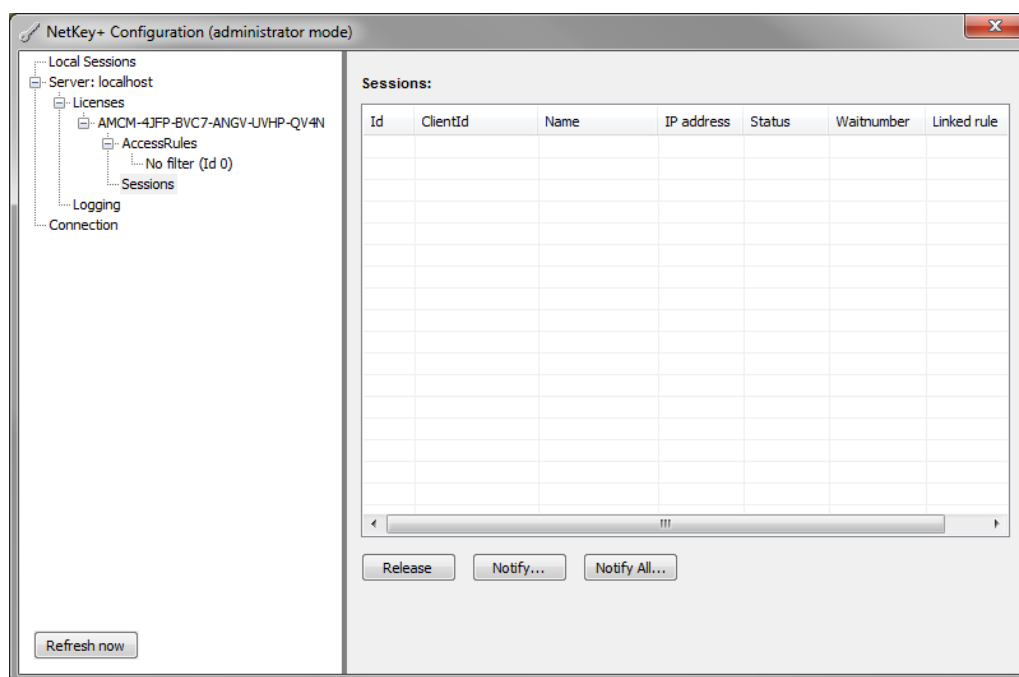 NetKey+ Configuration (administrator mode)
Local Sessions
Server: localhost
Licenses
AMCM-4JFP-BVC7-ANGV-UVHP-QV4N
AccessRules
No filter (Id 0)
Sessions
Logging
Connection
Refresh now
Sessions:
Id ClientId Name IP address Status Waitnumber Linked rule
Release Notify... Notify All...